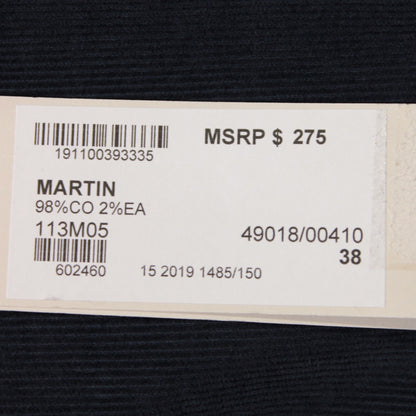 MSRP $ 275
191100393335
MARTIN
98%CO 2%EA
113M05
49018/00410
38
602460
15 2019 1485/150